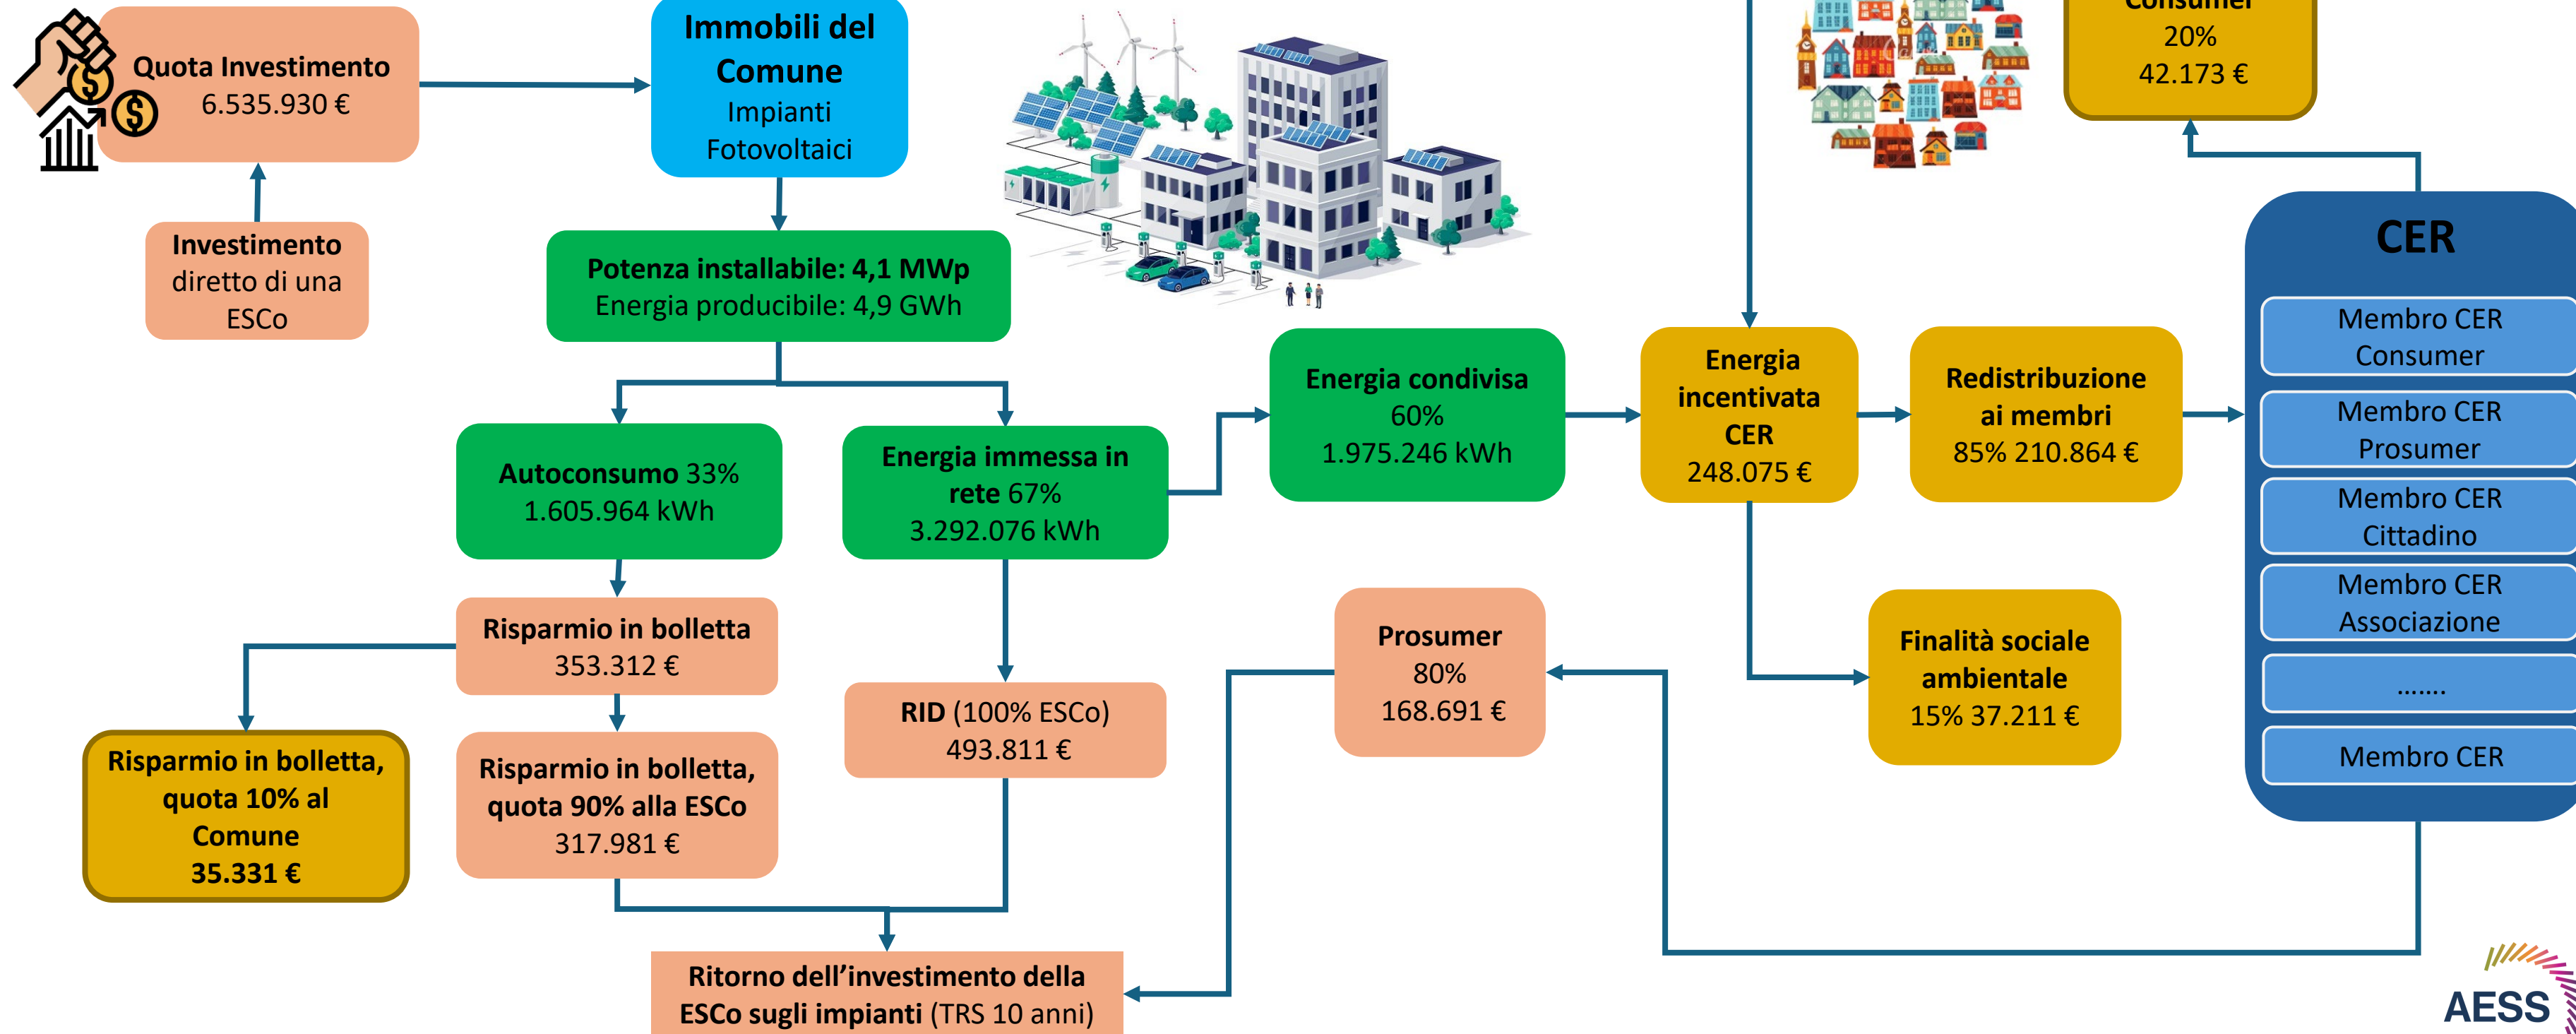 Quota Investimento
6.535.930 €
Investimento
diretto di una
ESCo
Immobili del
Comune
Impianti
Fotovoltaici
Potenza installabile: 4,1 MWp
Energia producibile: 4,9 GWh
Autoconsumo 33%
1.605.964 kWh
Energia immessa in
rete 67%
3.292.076 kWh
Energia condivisa
60%
1.975.246 kWh
Energia
incentivata
CER
248.075 €
Redistribuzione
ai membri
85% 210.864 €
Consumer
20%
42.173 €
CER
Membro CER
Consumer
Membro CER
Prosumer
Membro CER
Cittadino
Membro CER
Associazione
.......
Membro CER
Risparmio in bolletta
353.312 €
Risparmio in bolletta,
quota 10% al
Comune
35.331 €
Risparmio in bolletta,
quota 90% alla ESCo
317.981 €
RID (100% ESCo)
493.811 €
Prosumer
80%
168.691 €
Finalità sociale
ambientale
15% 37.211 €
Ritorno dell’investimento della
ESCo sugli impianti (TRS 10 anni)
AESS